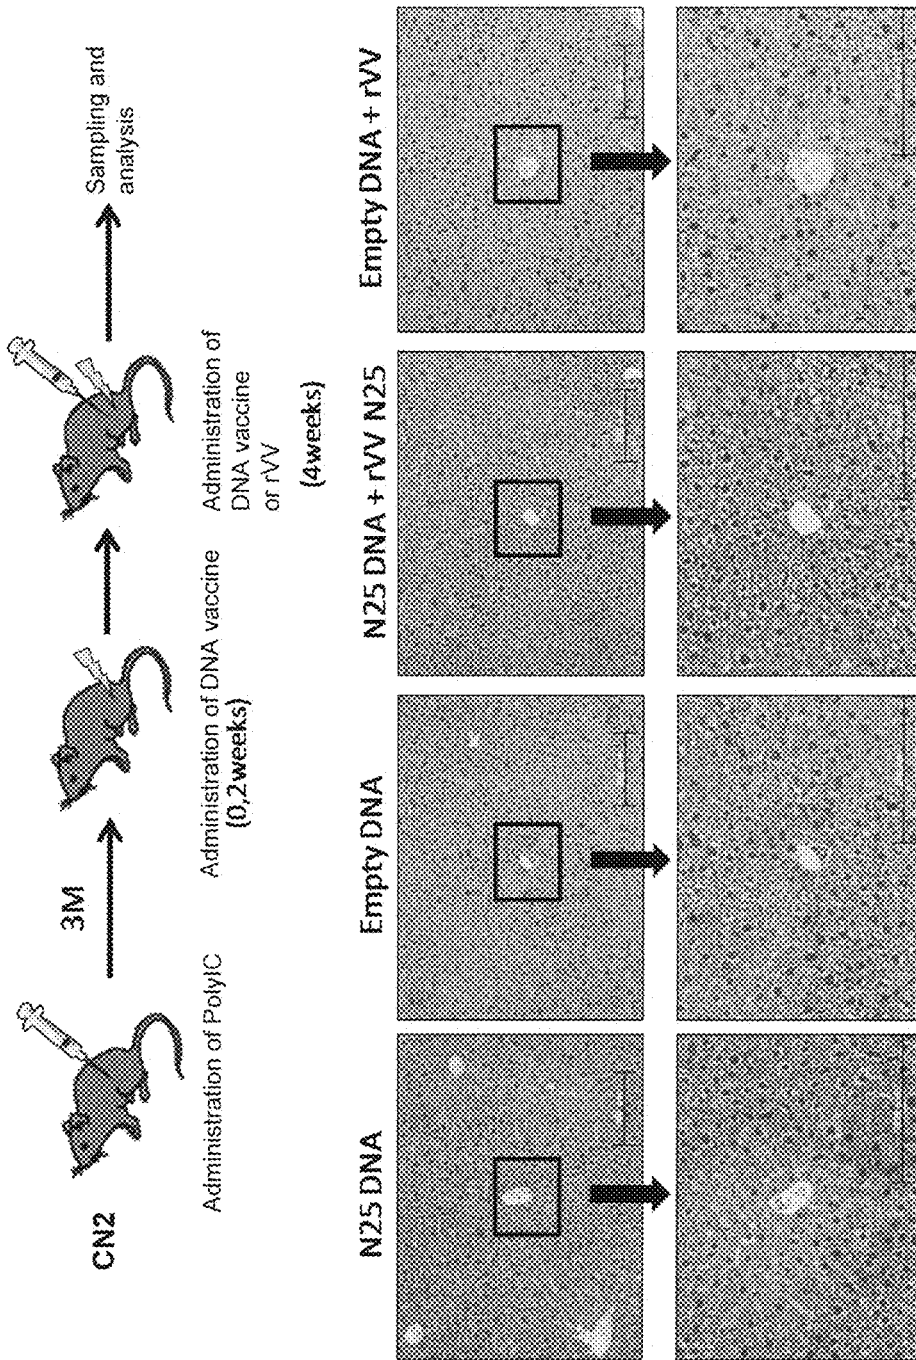 CN2
3M
Administration of PolyIC
Administration of DNA vaccine
(0,2weeks)
Administration of
DNA vaccine
or rVV
(4weeks)
Sampling and
analysis
N25 DNA
Empty DNA
N25 DNA + rVV N25
Empty DNA + rVV